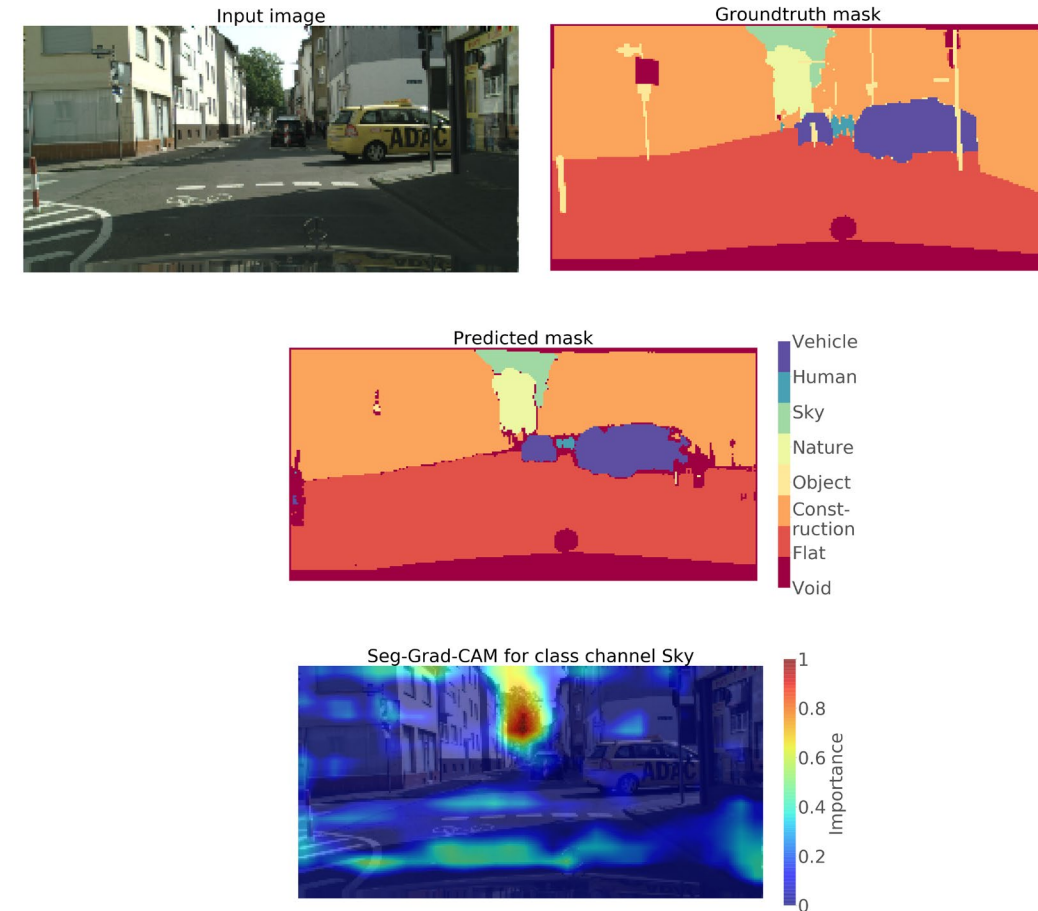 Input image
Groundtruth mask
ADAC
Predicted mask
Vehicle
Human
Sky
Nature
Object
Const-
ruction
Flat
Void
Seg-Grad-CAM for class channel Sky
ADAC
1
0.8
0.6
0.4
0.2
0
Importance